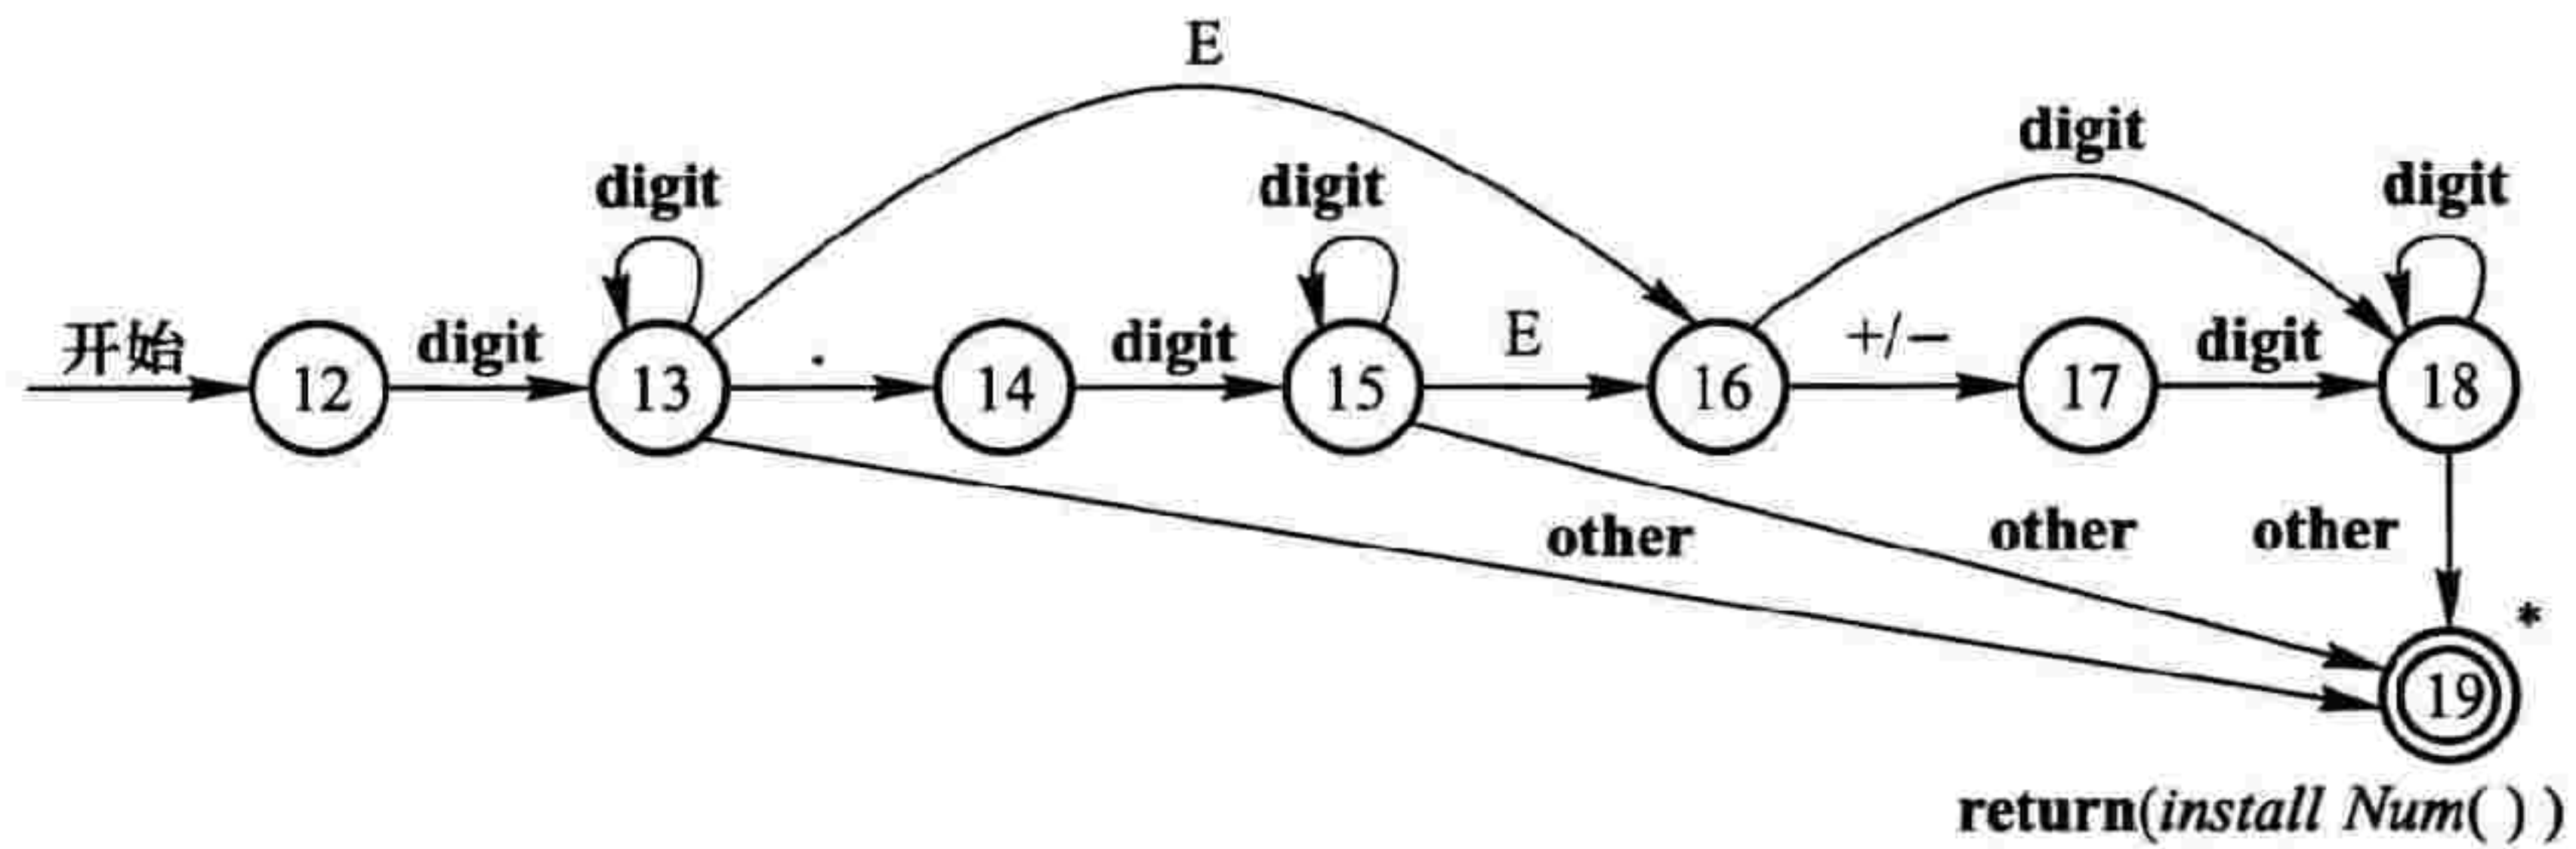 E
digit
digit digit digit
开始 digit . digit E +/− digit
12 13 14 15 16 17 18
other other other
*
19
return(install Num( ) )